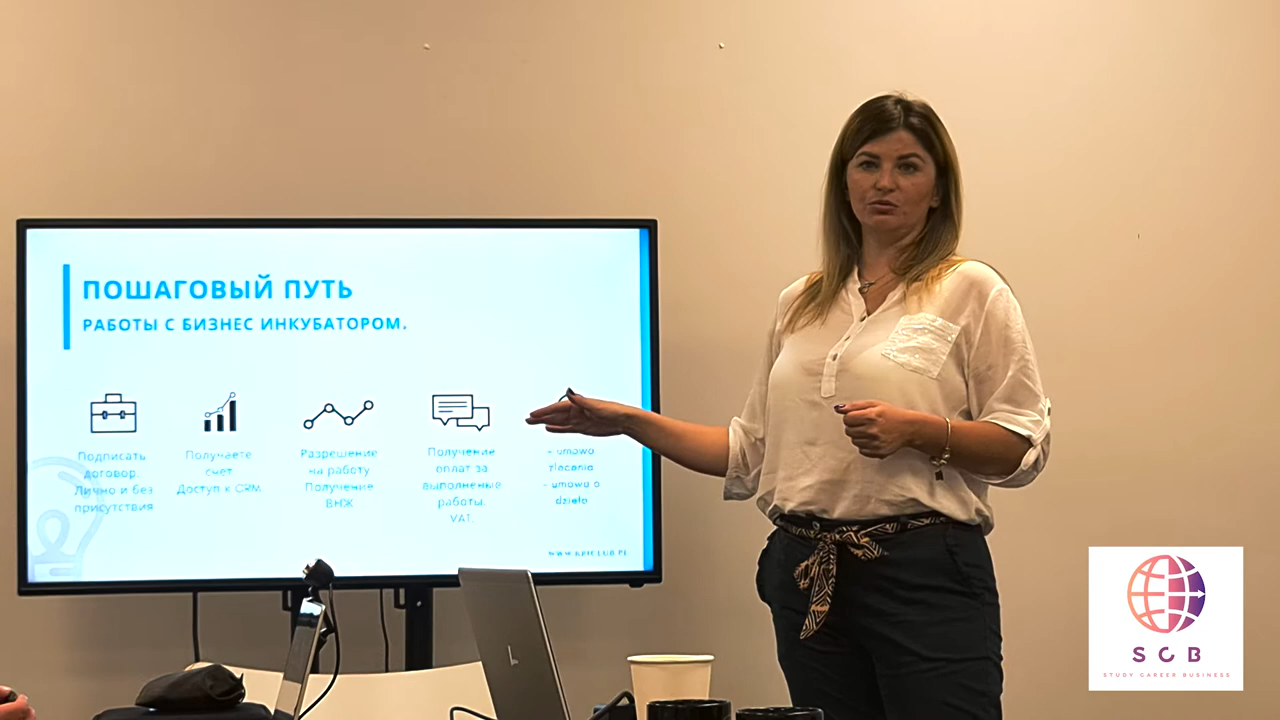 ПОШАГОВЫЙ ПУТЬ
РАБОТЫ С БИЗНЕС ИНКУБАТОРОМ.
Подписать
договор.
Лично и без
присутствия
Получаете
счет.
Доступ к CRM
Разрешение
на работу
Получение
ВНЖ
Получение
оплат за
выполненые
работы.
VAT.
- umowa
zlecenia
- umowa o
dzieło
S C B
STUDY CAREER BUSINESS